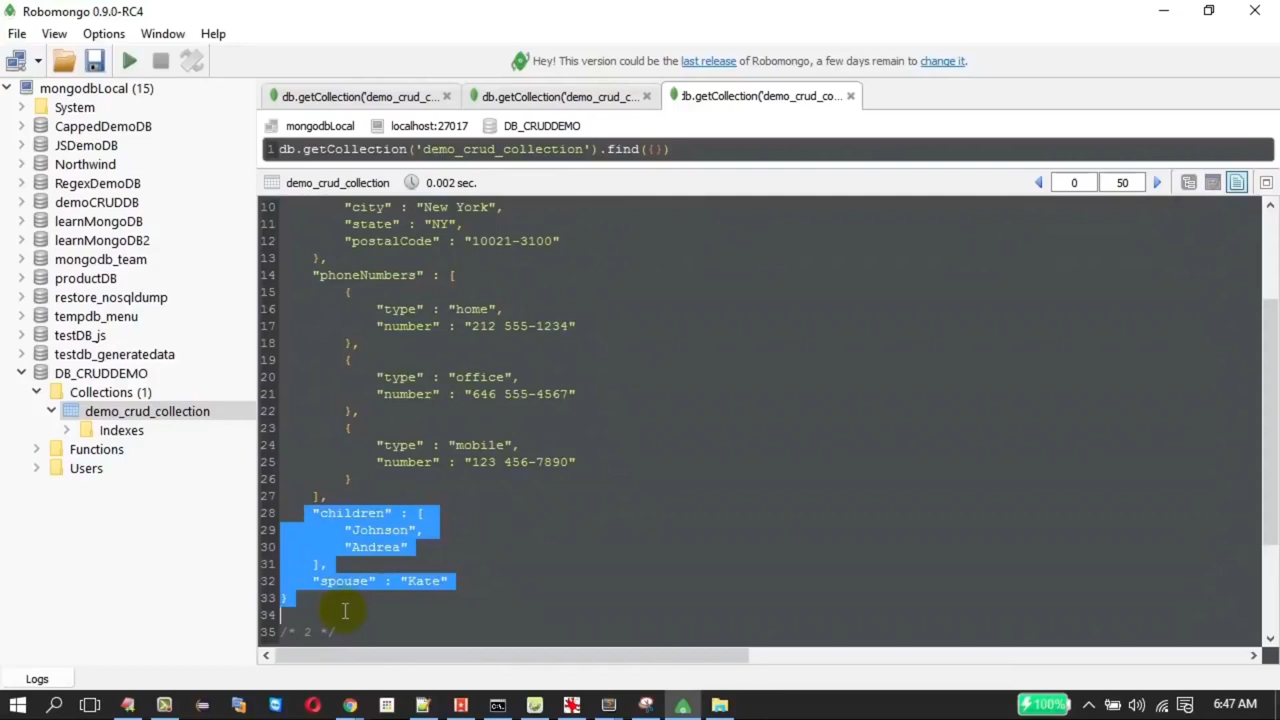 Robomongo 0.9.0-RC4
File View Options Window Help
Hey! This version could be the last release of Robomongo, a few days remain to change it.
mongodbLocal (15)
System
CappedDemoDB
JSDemoDB
Northwind
RegexDemoDB
demoCRUDDB
learnMongoDB
learnMongoDB2
mongodb_team
productDB
restore_nosqldump
tempdb_menu
testDB_js
testdb_generatedata
DB_CRUDDEMO
Collections (1)
demo_crud_collection
Indexes
Functions
Users
db.getCollection('demo_crud_c... db.getCollection('demo_crud_c... db.getCollection('demo_crud_co...
mongodbLocal localhost:27017 DB_CRUDDEMO
1 db.getCollection('demo_crud_collection').find({})
demo_crud_collection 0.002 sec. 0 50
10 "city" : "New York",
11 "state" : "NY",
12 "postalCode" : "10021-3100"
13 },
14 "phoneNumbers" : [
15 {
16 "type" : "home",
17 "number" : "212 555-1234"
18 },
19 {
20 "type" : "office",
21 "number" : "646 555-4567"
22 },
23 {
24 "type" : "mobile",
25 "number" : "123 456-7890"
26 }
27 ],
28 "children" : [
29 "Johnson",
30 "Andrea"
31 ],
32 "spouse" : "Kate"
33 }
34
35 /* 2 */
Logs
100% 6:47 AM